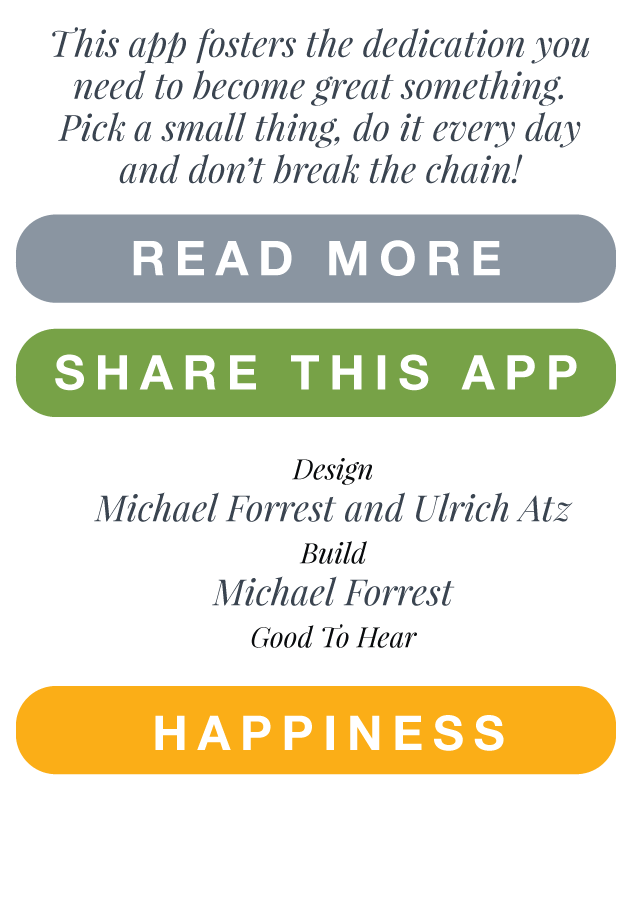 This app fosters the dedication you
need to become great something.
Pick a small thing, do it every day
and don’t break the chain!
READ MORE
SHARE THIS APP
Design
Michael Forrest and Ulrich Atz
Build
Michael Forrest
Good To Hear
HAPPINESS